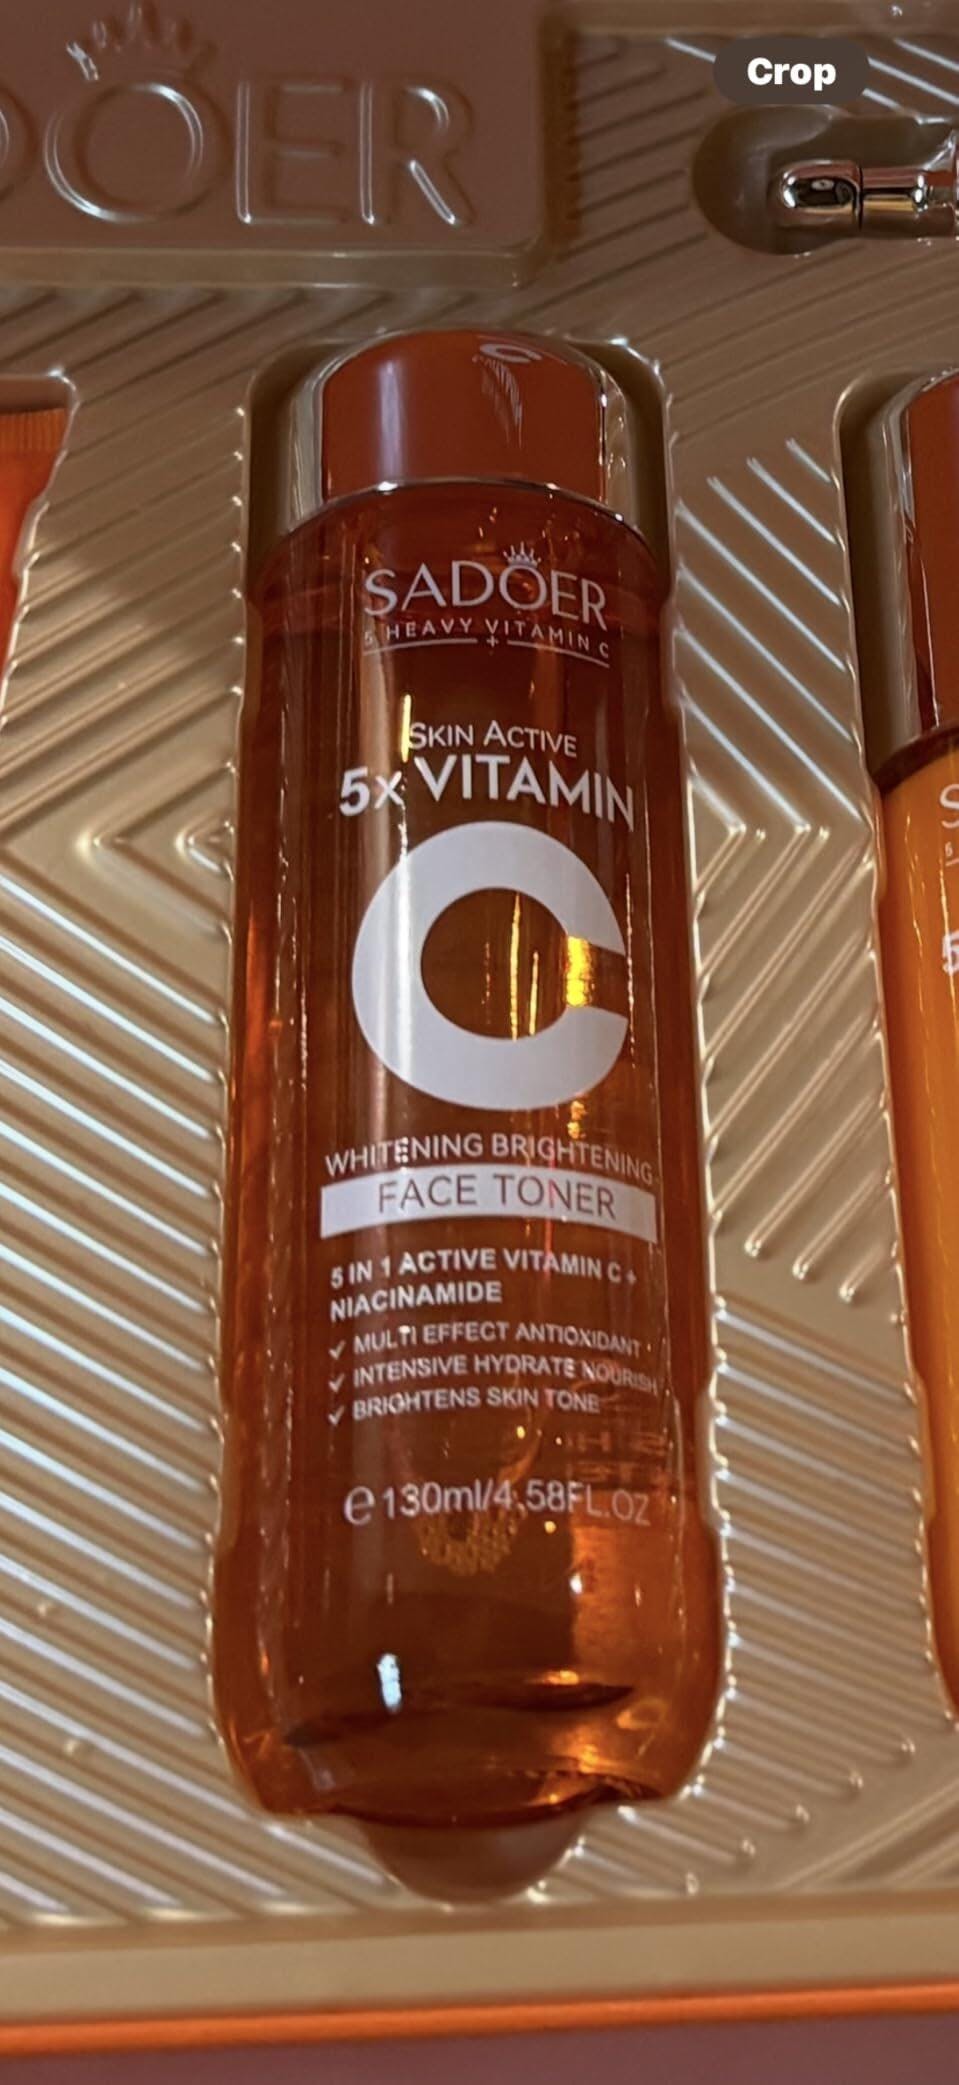 Crop
OER
SADOER
5 HEAVY VITAMIN C
+
SKIN ACTIVE
5x VITAMIN
C
WHITENING BRIGHTENING
FACE TONER
5 IN 1 ACTIVE VITAMIN C +
NIACINAMIDE
✓ MULTI EFFECT ANTIOXIDANT
✓ INTENSIVE HYDRATE NOURISH
✓ BRIGHTENS SKIN TONE
℮ 130ml/4.58FL.OZ